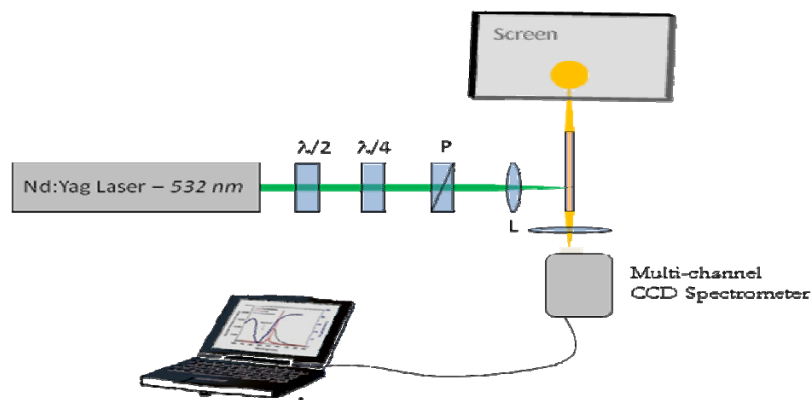 Screen
λ/2 λ/4 P
Nd:Yag Laser – 532 nm
L
Multi-channel
CCD Spectrometer